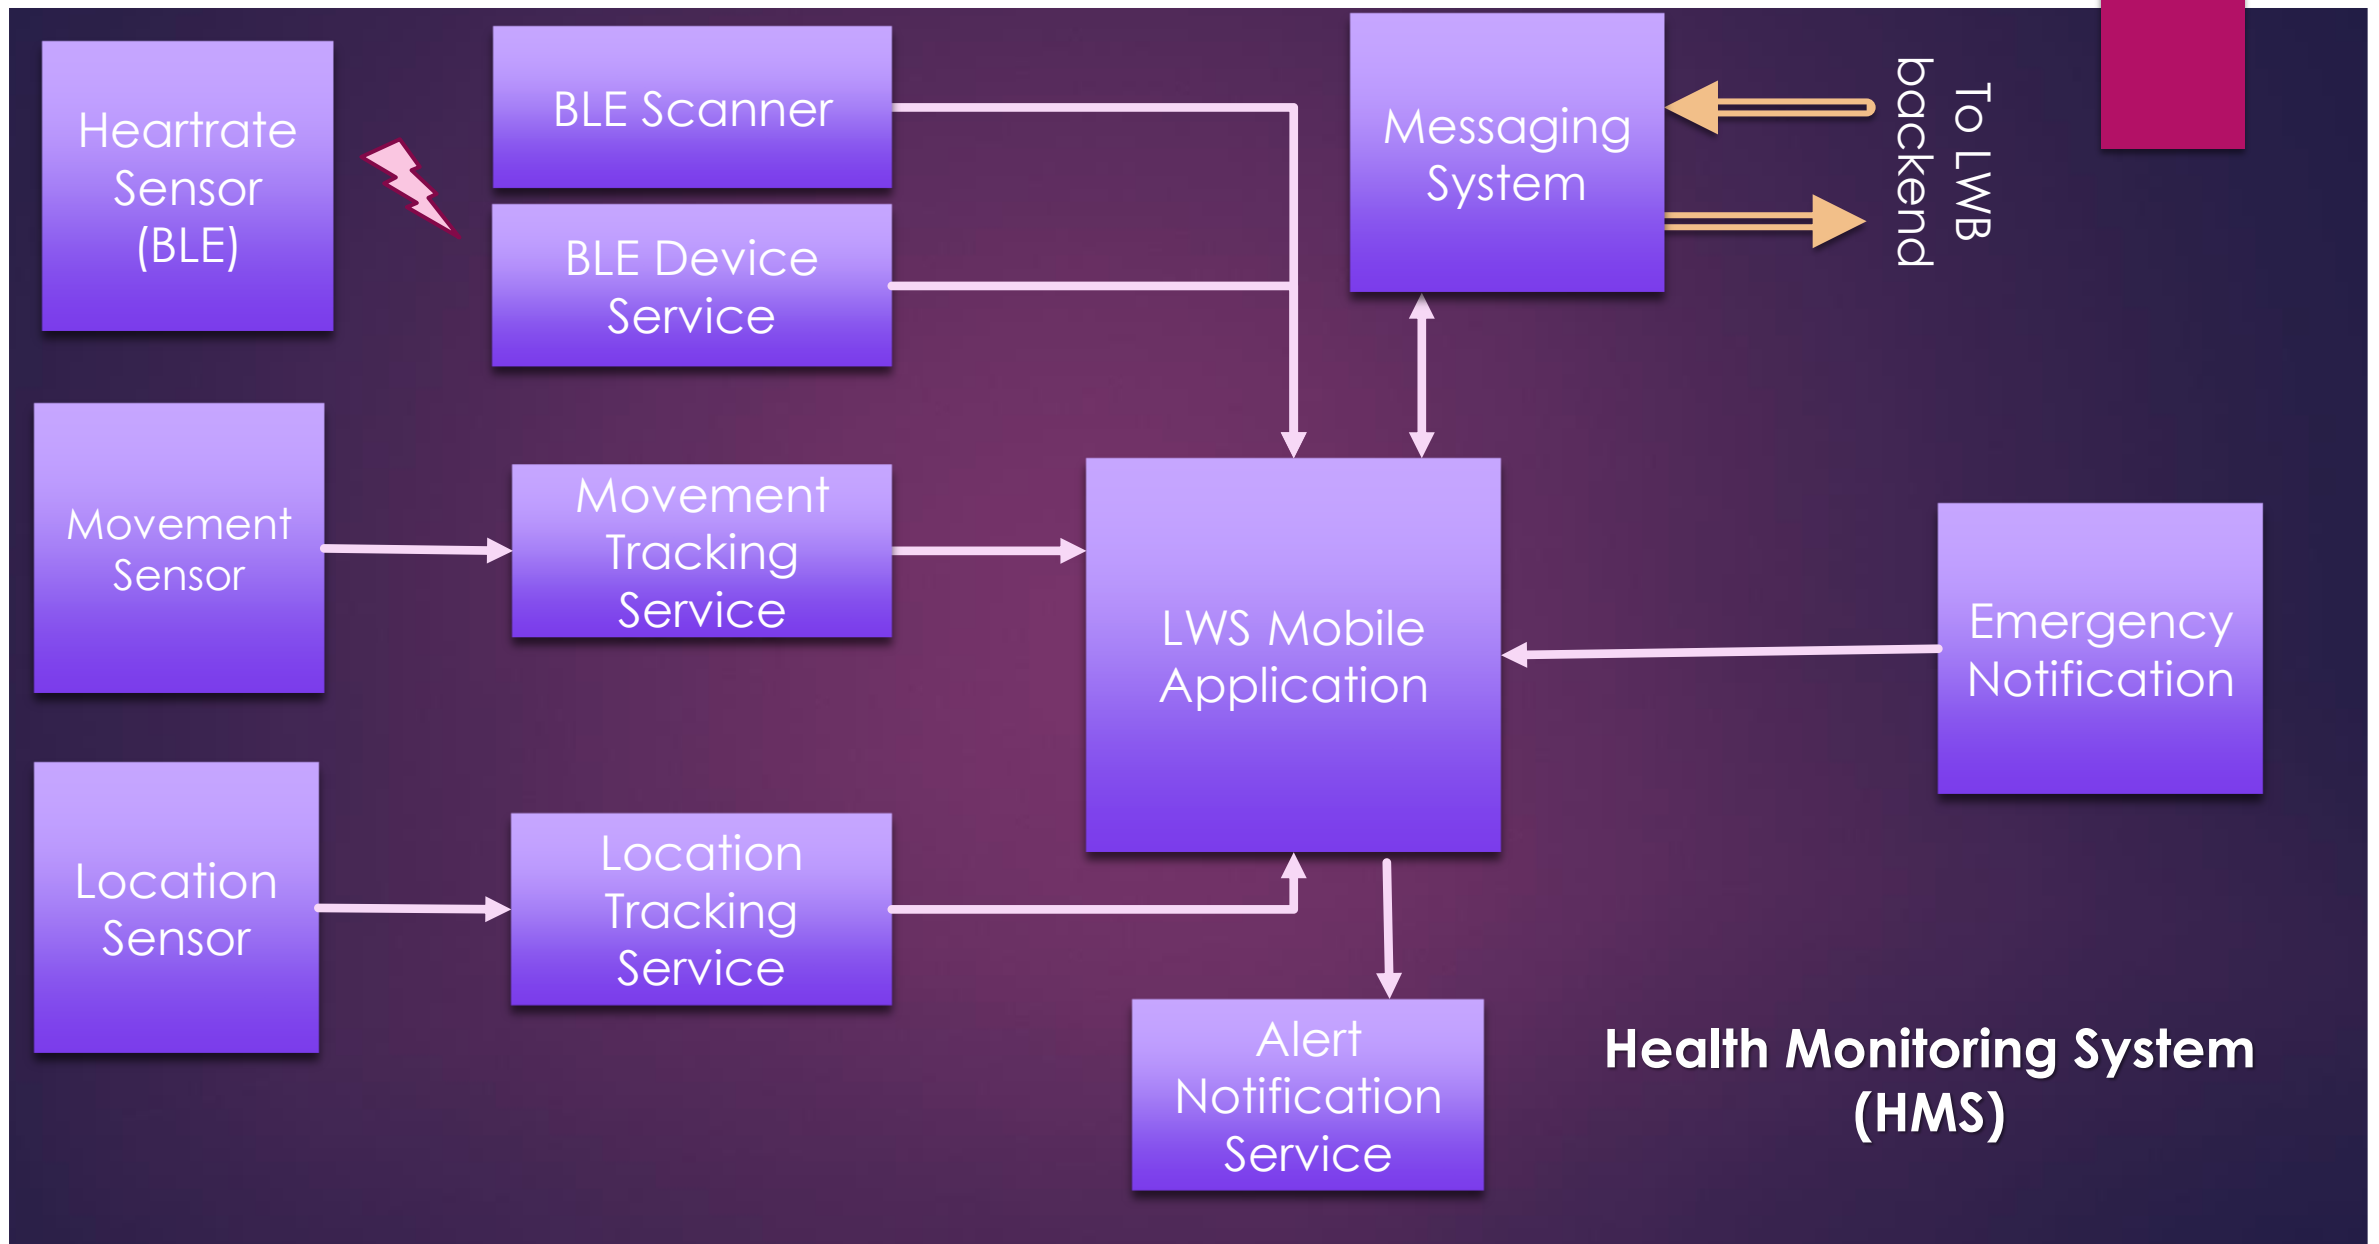 Heartrate
Sensor
(BLE)
BLE Scanner
BLE Device
Service
Messaging
System
To LWB
backend
Movement
Sensor
Movement
Tracking
Service
LWS Mobile
Application
Emergency
Notification
Location
Sensor
Location
Tracking
Service
Alert
Notification
Service
Health Monitoring System
(HMS)